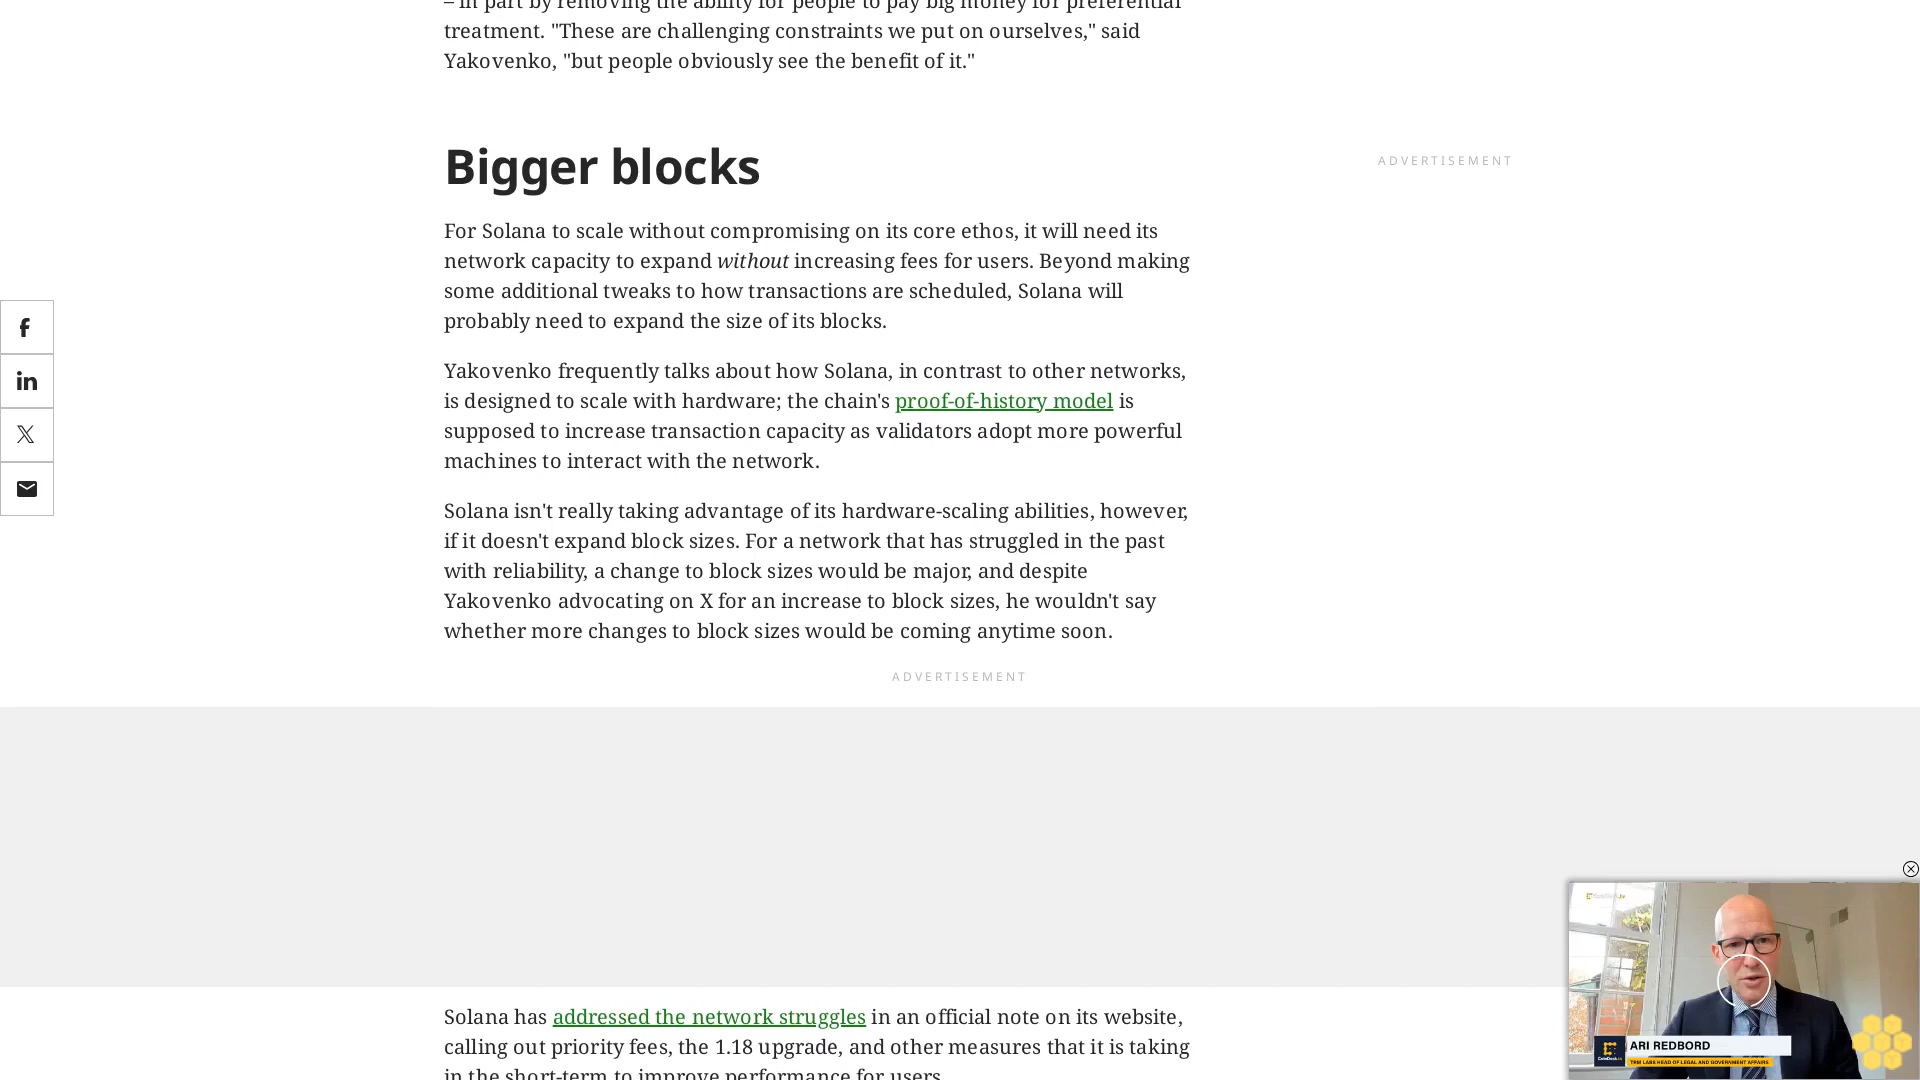 – in part by removing the ability for people to pay big money for preferential
treatment. "These are challenging constraints we put on ourselves," said
Yakovenko, "but people obviously see the benefit of it."
Bigger blocks
ADVERTISEMENT
For Solana to scale without compromising on its core ethos, it will need its
network capacity to expand without increasing fees for users. Beyond making
some additional tweaks to how transactions are scheduled, Solana will
probably need to expand the size of its blocks.
Yakovenko frequently talks about how Solana, in contrast to other networks,
is designed to scale with hardware; the chain's proof-of-history model is
supposed to increase transaction capacity as validators adopt more powerful
machines to interact with the network.
Solana isn't really taking advantage of its hardware-scaling abilities, however,
if it doesn't expand block sizes. For a network that has struggled in the past
with reliability, a change to block sizes would be major, and despite
Yakovenko advocating on X for an increase to block sizes, he wouldn't say
whether more changes to block sizes would be coming anytime soon.
ADVERTISEMENT
Solana has addressed the network struggles in an official note on its website,
calling out priority fees, the 1.18 upgrade, and other measures that it is taking
in the short-term to improve performance for users.
ARI REDBORD
TRM LABS HEAD OF LEGAL AND GOVERNMENT AFFAIRS